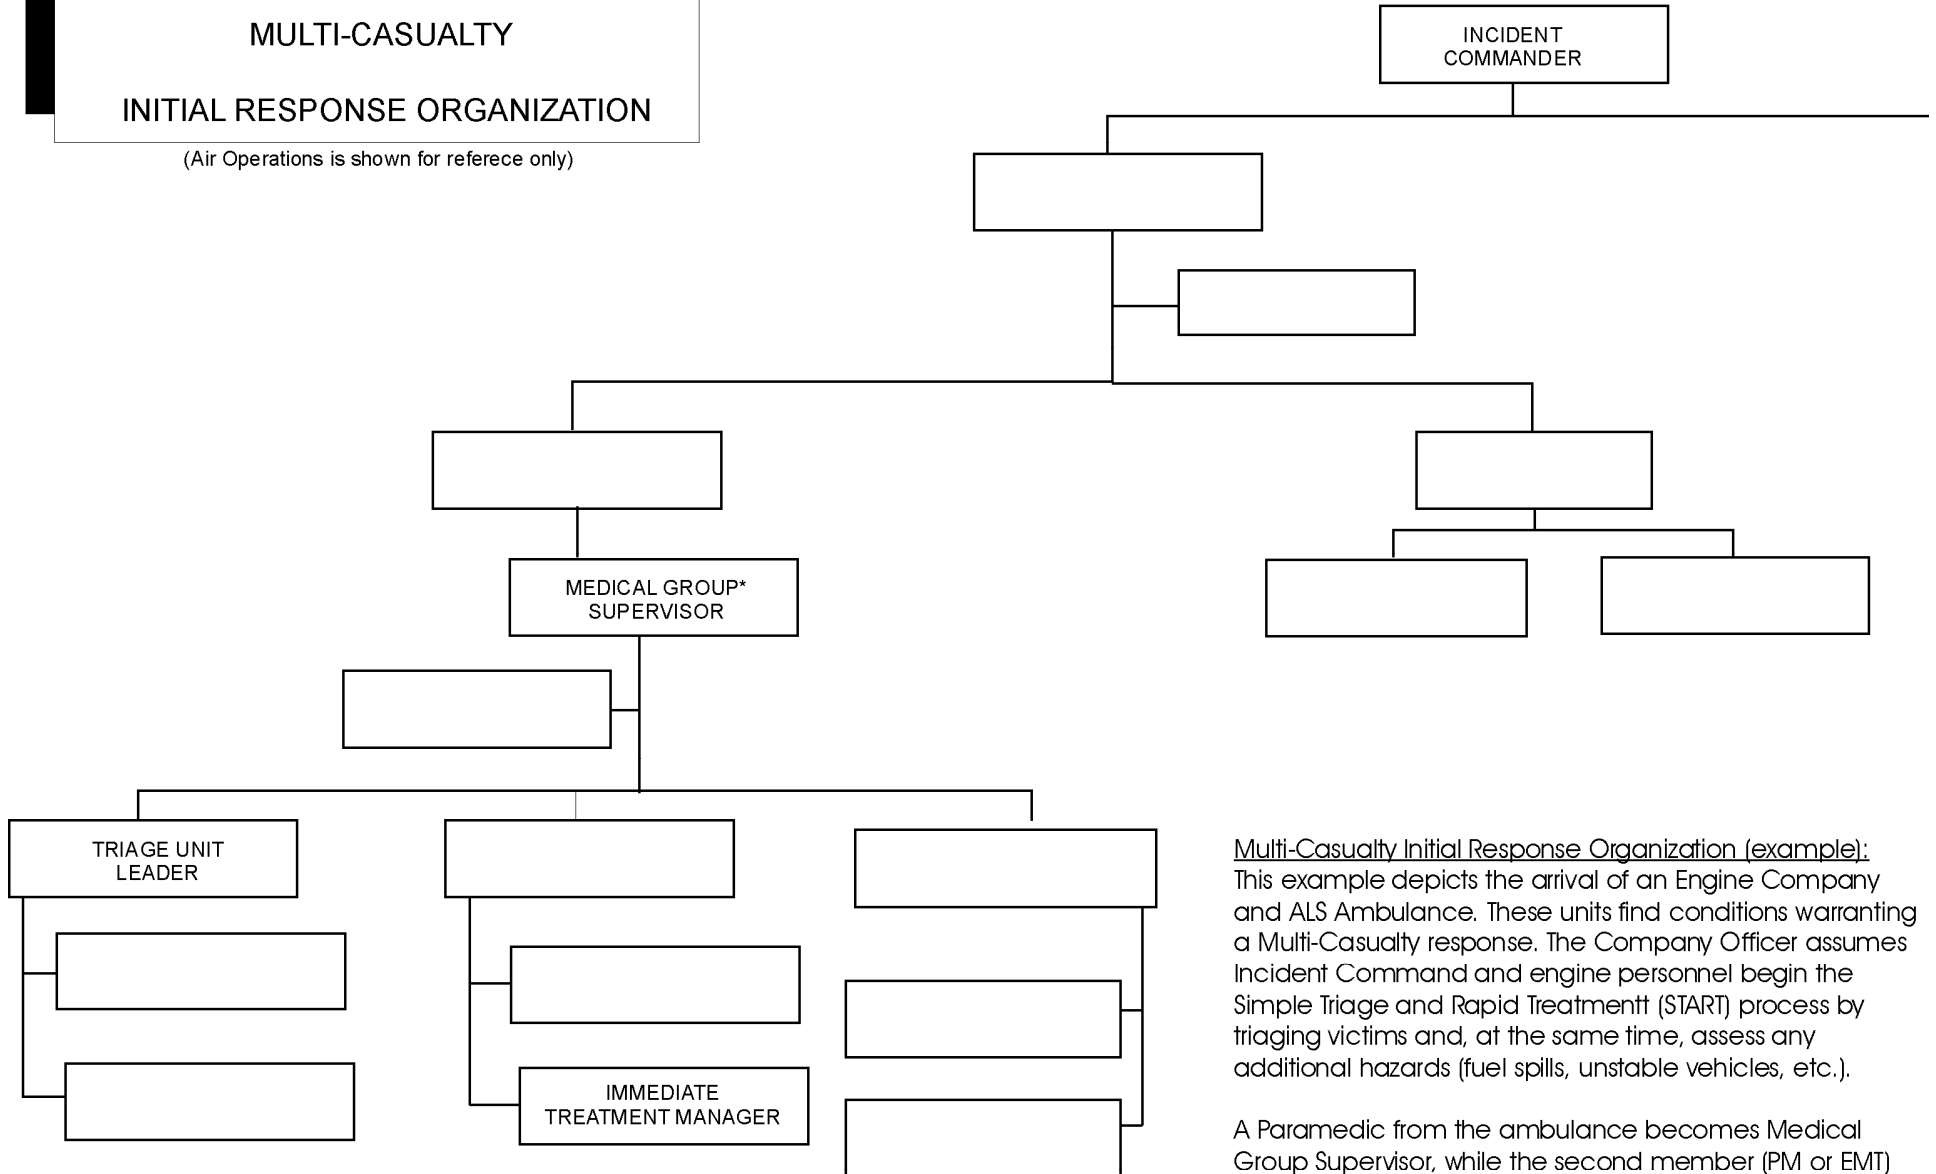 MULTI-CASUALTY
INITIAL RESPONSE ORGANIZATION
(Air Operations is shown for referece only)
INCIDENT
COMMANDER
MEDICAL GROUP*
SUPERVISOR
TRIAGE UNIT
LEADER
IMMEDIATE
TREATMENT MANAGER
Multi-Casualty Initial Response Organization (example):
This example depicts the arrival of an Engine Company
and ALS Ambulance. These units find conditions warranting
a Multi-Casualty response. The Company Officer assumes
Incident Command and engine personnel begin the
Simple Triage and Rapid Treatmentt (START) process by
triaging victims and, at the same time, assess any
additional hazards (fuel spills, unstable vehicles, etc.).
A Paramedic from the ambulance becomes Medical
Group Supervisor, while the second member (PM or EMT)